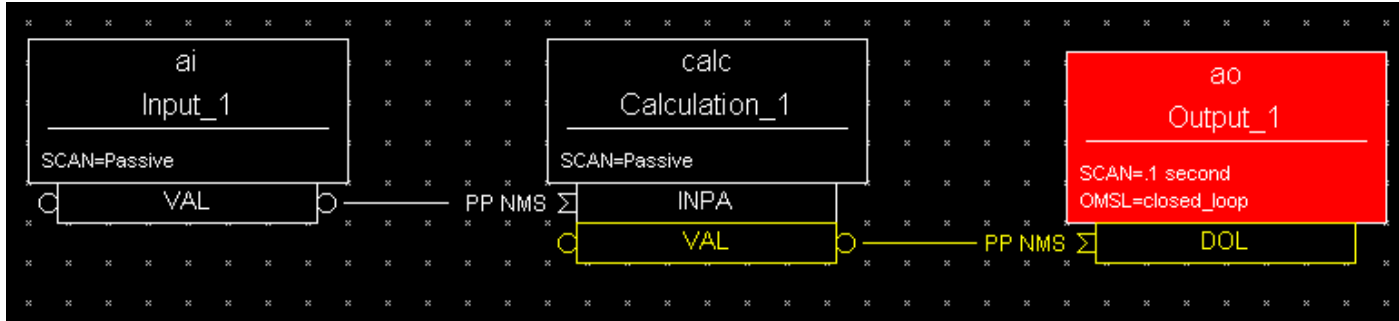 ai
Input_1
SCAN=Passive
VAL
PP NMS
calc
Calculation_1
SCAN=Passive
INPA
VAL
PP NMS
ao
Output_1
SCAN=.1 second
OMSL=closed_loop
DOL